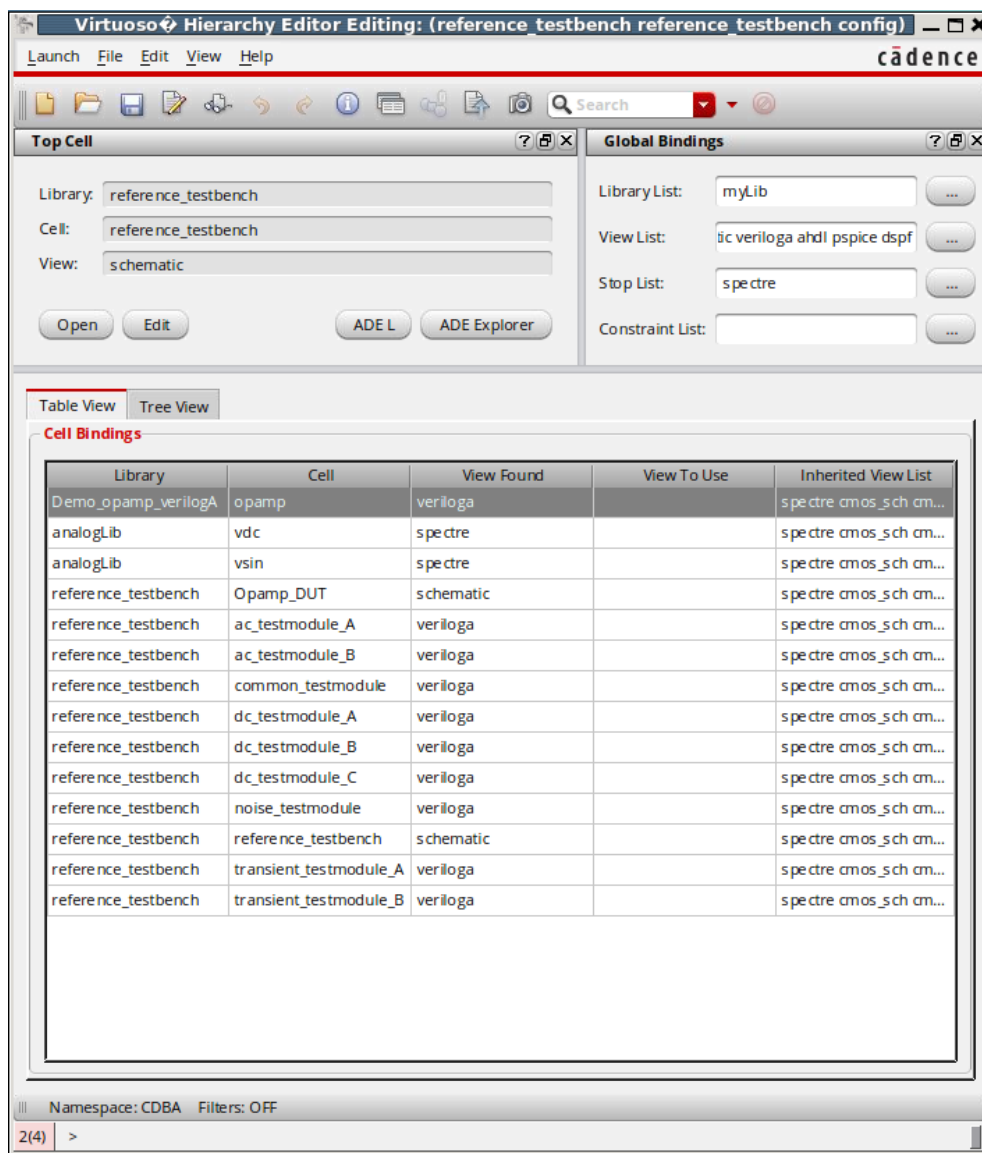 Virtuoso� Hierarchy Editor Editing: (reference_testbench reference_testbench config)
Launch File Edit View Help
cādence
Search
Top Cell
Global Bindings
Library: reference_testbench
Cell: reference_testbench
View: schematic
Open Edit ADE L ADE Explorer
Library List: myLib ...
View List: tic veriloga ahdl pspice dspf ...
Stop List: spectre ...
Constraint List: ...
Table View Tree View
Cell Bindings
Library Cell View Found View To Use Inherited View List
Demo_opamp_verilogA opamp veriloga spectre cmos_sch cm...
analogLib vdc spectre spectre cmos_sch cm...
analogLib vsin spectre spectre cmos_sch cm...
reference_testbench Opamp_DUT schematic spectre cmos_sch cm...
reference_testbench ac_testmodule_A veriloga spectre cmos_sch cm...
reference_testbench ac_testmodule_B veriloga spectre cmos_sch cm...
reference_testbench common_testmodule veriloga spectre cmos_sch cm...
reference_testbench dc_testmodule_A veriloga spectre cmos_sch cm...
reference_testbench dc_testmodule_B veriloga spectre cmos_sch cm...
reference_testbench dc_testmodule_C veriloga spectre cmos_sch cm...
reference_testbench noise_testmodule veriloga spectre cmos_sch cm...
reference_testbench reference_testbench schematic spectre cmos_sch cm...
reference_testbench transient_testmodule_A veriloga spectre cmos_sch cm...
reference_testbench transient_testmodule_B veriloga spectre cmos_sch cm...
Namespace: CDBA Filters: OFF
2(4) >